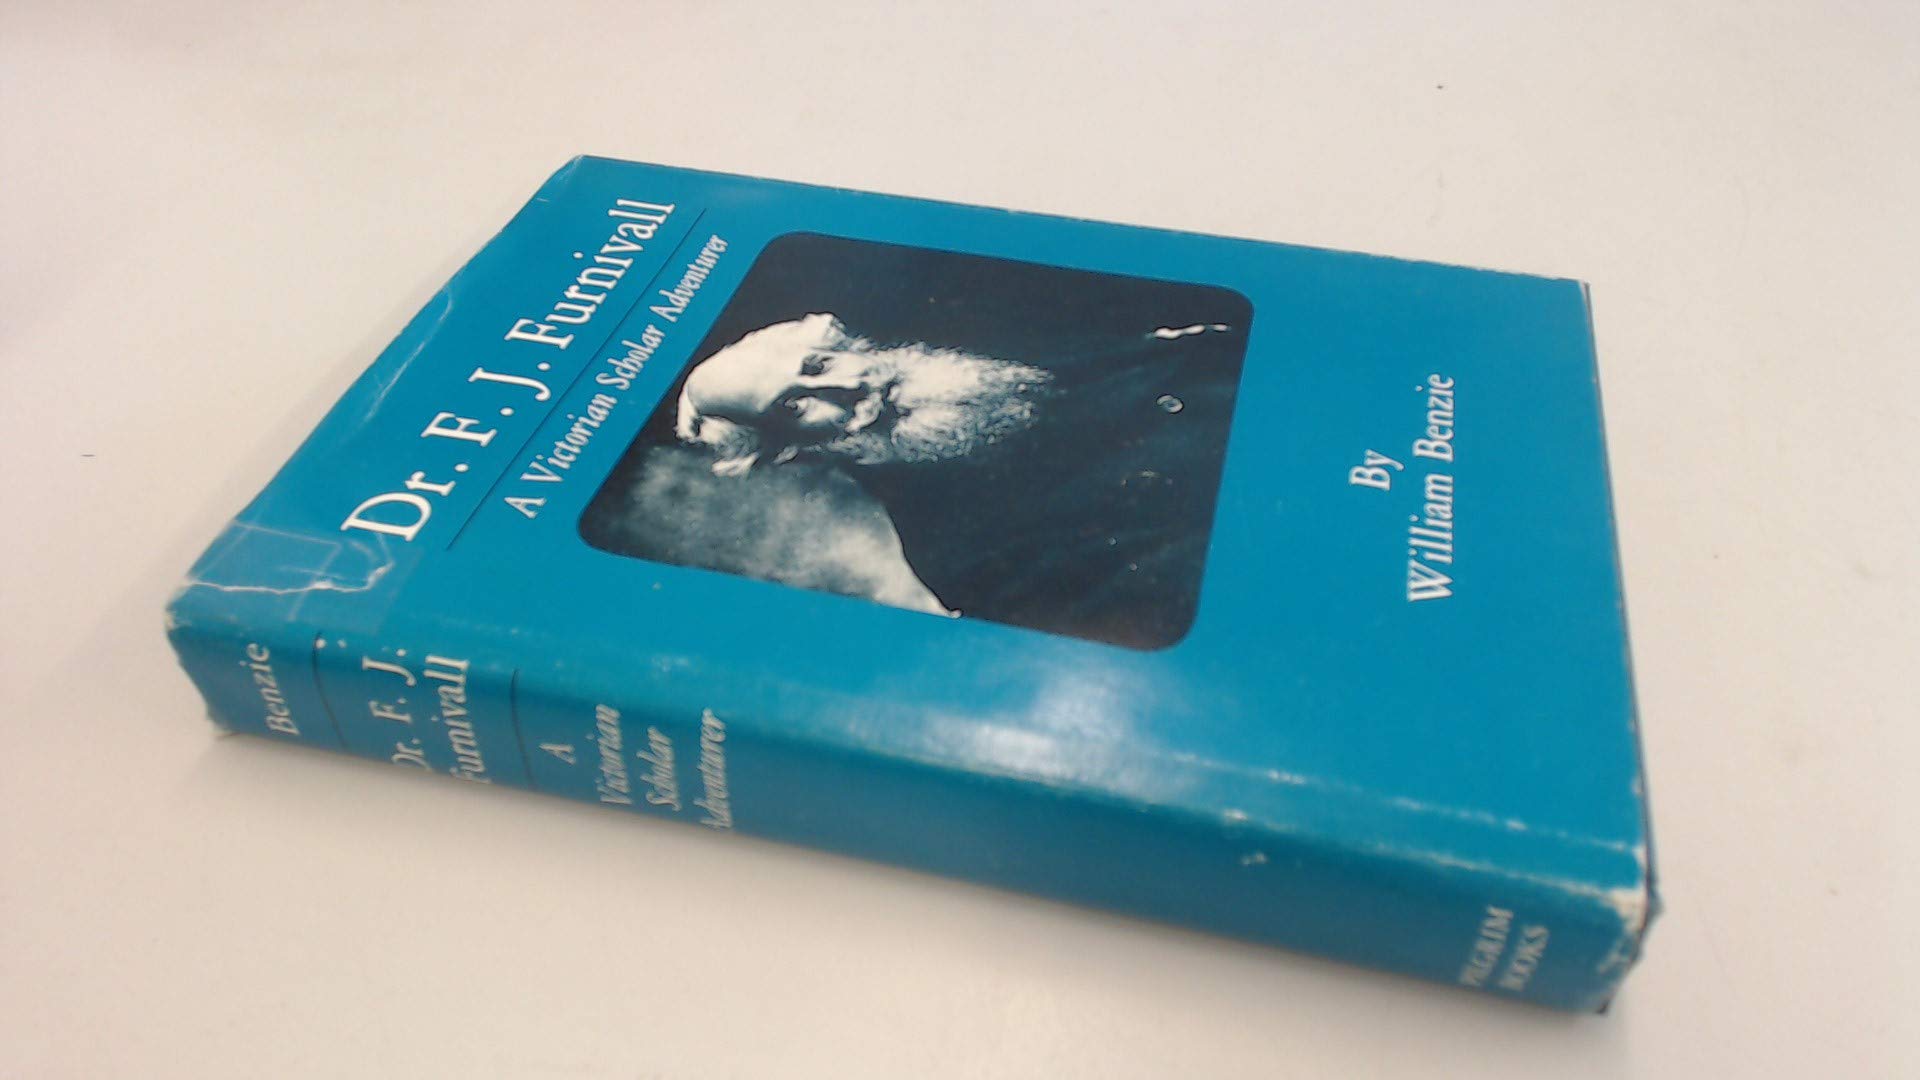 Dr. F. J. Furnivall
A Victorian Scholar Adventurer
By
William Benzie
Benzie
Dr. F. J.
Furnivall
A
Victorian
Scholar
Adventurer
PILGRIM
BOOKS